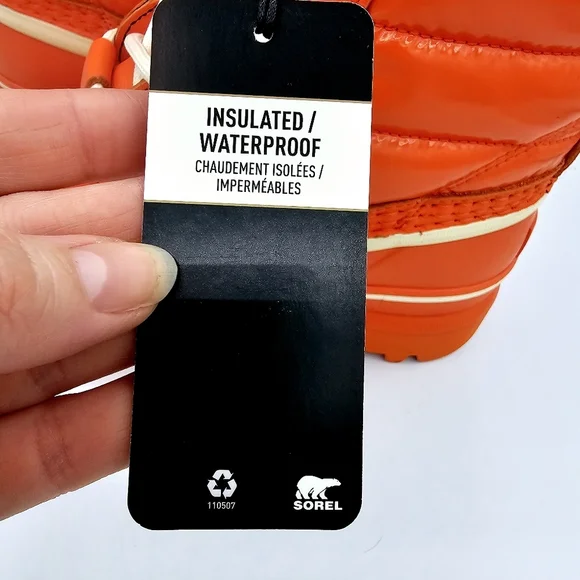 INSULATED /
WATERPROOF
CHAUDEMENT ISOLÉES /
IMPERMÉABLES
110507
SOREL